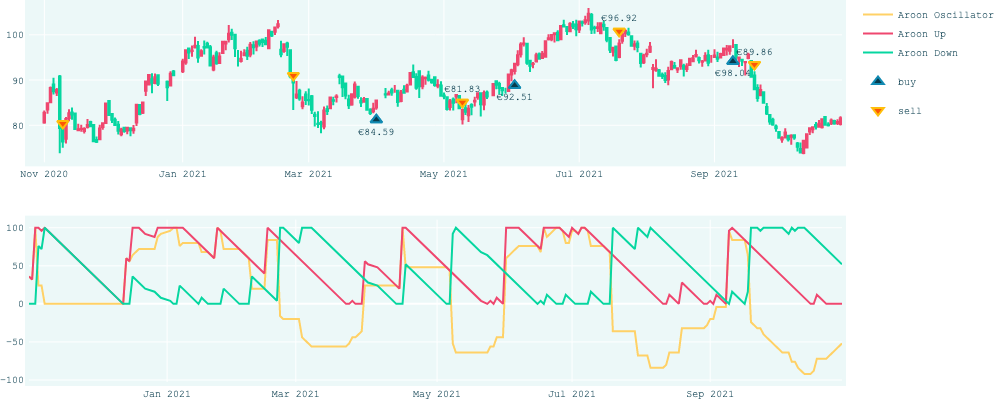 €96.92
Aroon Oscillator
100
Aroon Up
€89.86
Aroon Down
€98.04
90
€81.83
buy
€92.51
€84.59
sell
80
Nov 2020
Jan 2021
Mar 2021
May 2021
Jul 2021
Sep 2021
100
50
0
−50
−100
Jan 2021
Mar 2021
May 2021
Jul 2021
Sep 2021